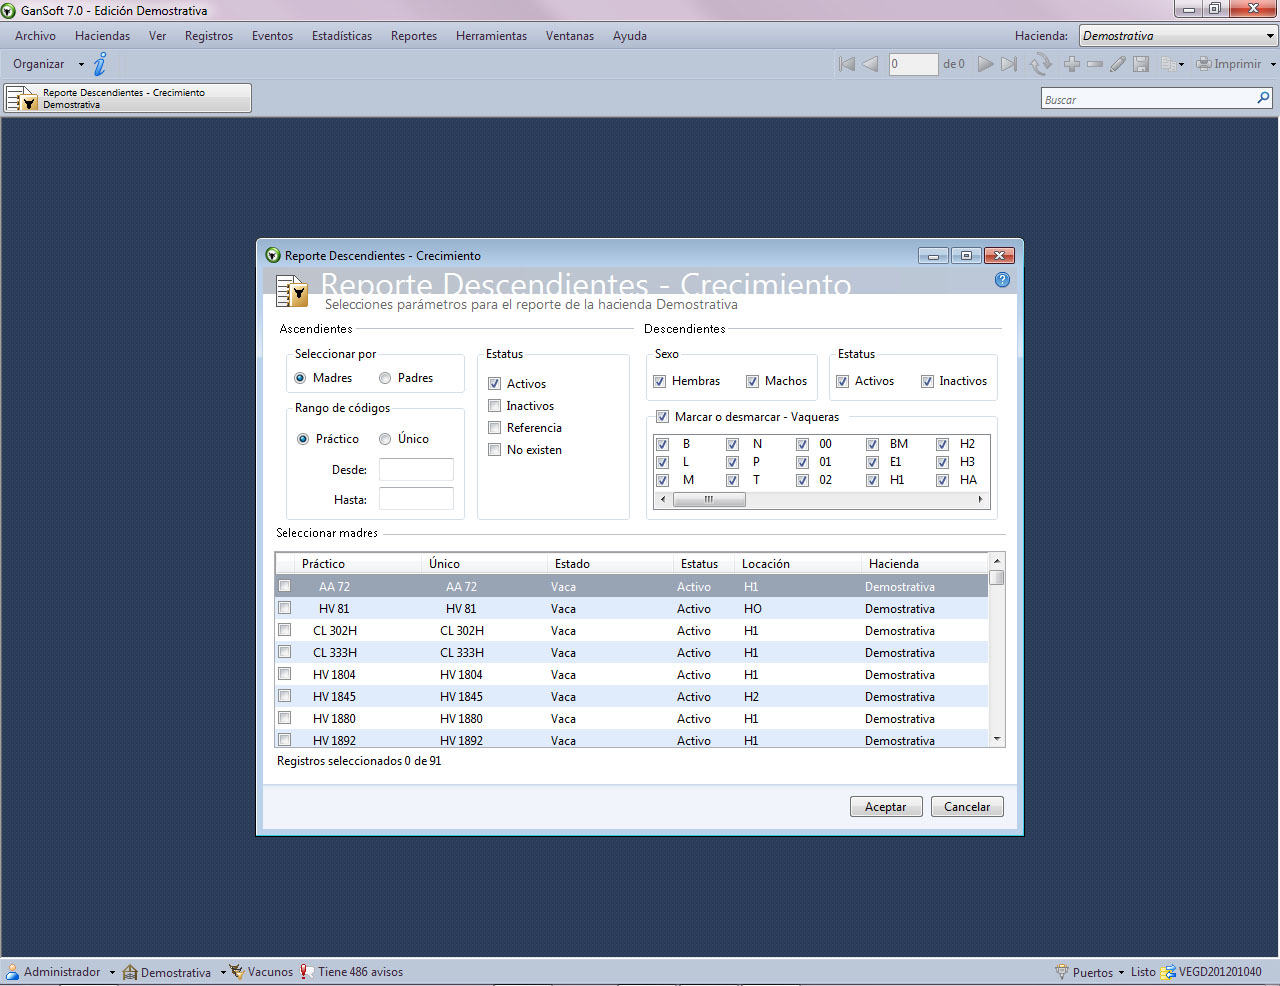 GanSoft 7.0 - Edición Demostrativa
Archivo Haciendas Ver Registros Eventos Estadísticas Reportes Herramientas Ventanas Ayuda Hacienda: Demostrativa
Organizar 0 de 0 Imprimir
Reporte Descendientes - Crecimiento
Demostrativa
Buscar
Reporte Descendientes - Crecimiento
Reporte Descendientes - Crecimiento
Selecciones parámetros para el reporte de la hacienda Demostrativa
Ascendientes Descendientes
Seleccionar por Estatus Sexo Estatus
Madres Padres Activos Hembras Machos Activos Inactivos
Rango de códigos Inactivos Marcar o desmarcar - Vaqueras
Práctico Único Referencia B N 00 BM H2
Desde: No existen L P 01 E1 H3
Hasta: M T 02 H1 HA
Seleccionar madres
Práctico Único Estado Estatus Locación Hacienda
AA 72 AA 72 Vaca Activo H1 Demostrativa
HV 81 HV 81 Vaca Activo HO Demostrativa
CL 302H CL 302H Vaca Activo H1 Demostrativa
CL 333H CL 333H Vaca Activo H1 Demostrativa
HV 1804 HV 1804 Vaca Activo H1 Demostrativa
HV 1845 HV 1845 Vaca Activo H2 Demostrativa
HV 1880 HV 1880 Vaca Activo H1 Demostrativa
HV 1892 HV 1892 Vaca Activo H1 Demostrativa
Registros seleccionados 0 de 91
Aceptar Cancelar
Administrador Demostrativa Vacunos Tiene 486 avisos Puertos Listo VEGD201201040